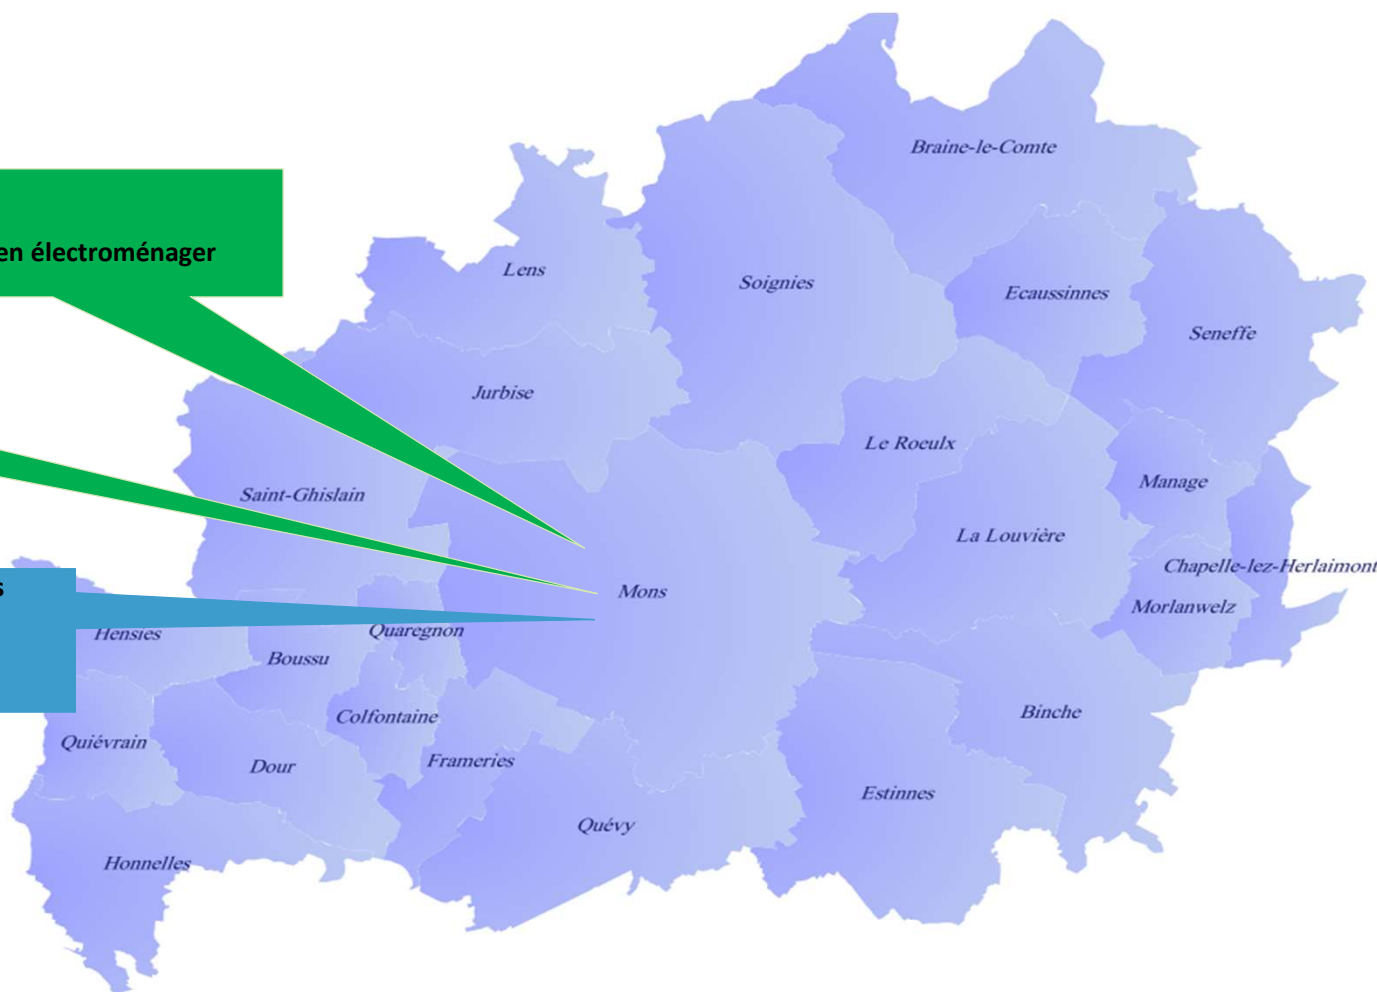 Braine-le-Comte
en électroménager
Lens
Soignies
Ecaussinnes
Seneffe
Jurbise
Le Roeulx
Manage
Saint-Ghislain
La Louvière
Chapelle-lez-Herlaimont
s
Mons
Morlanwelz
Hensies
Quaregnon
Boussu
Colfontaine
Binche
Quiévrain
Dour
Frameries
Estinnes
Quévy
Honnelles